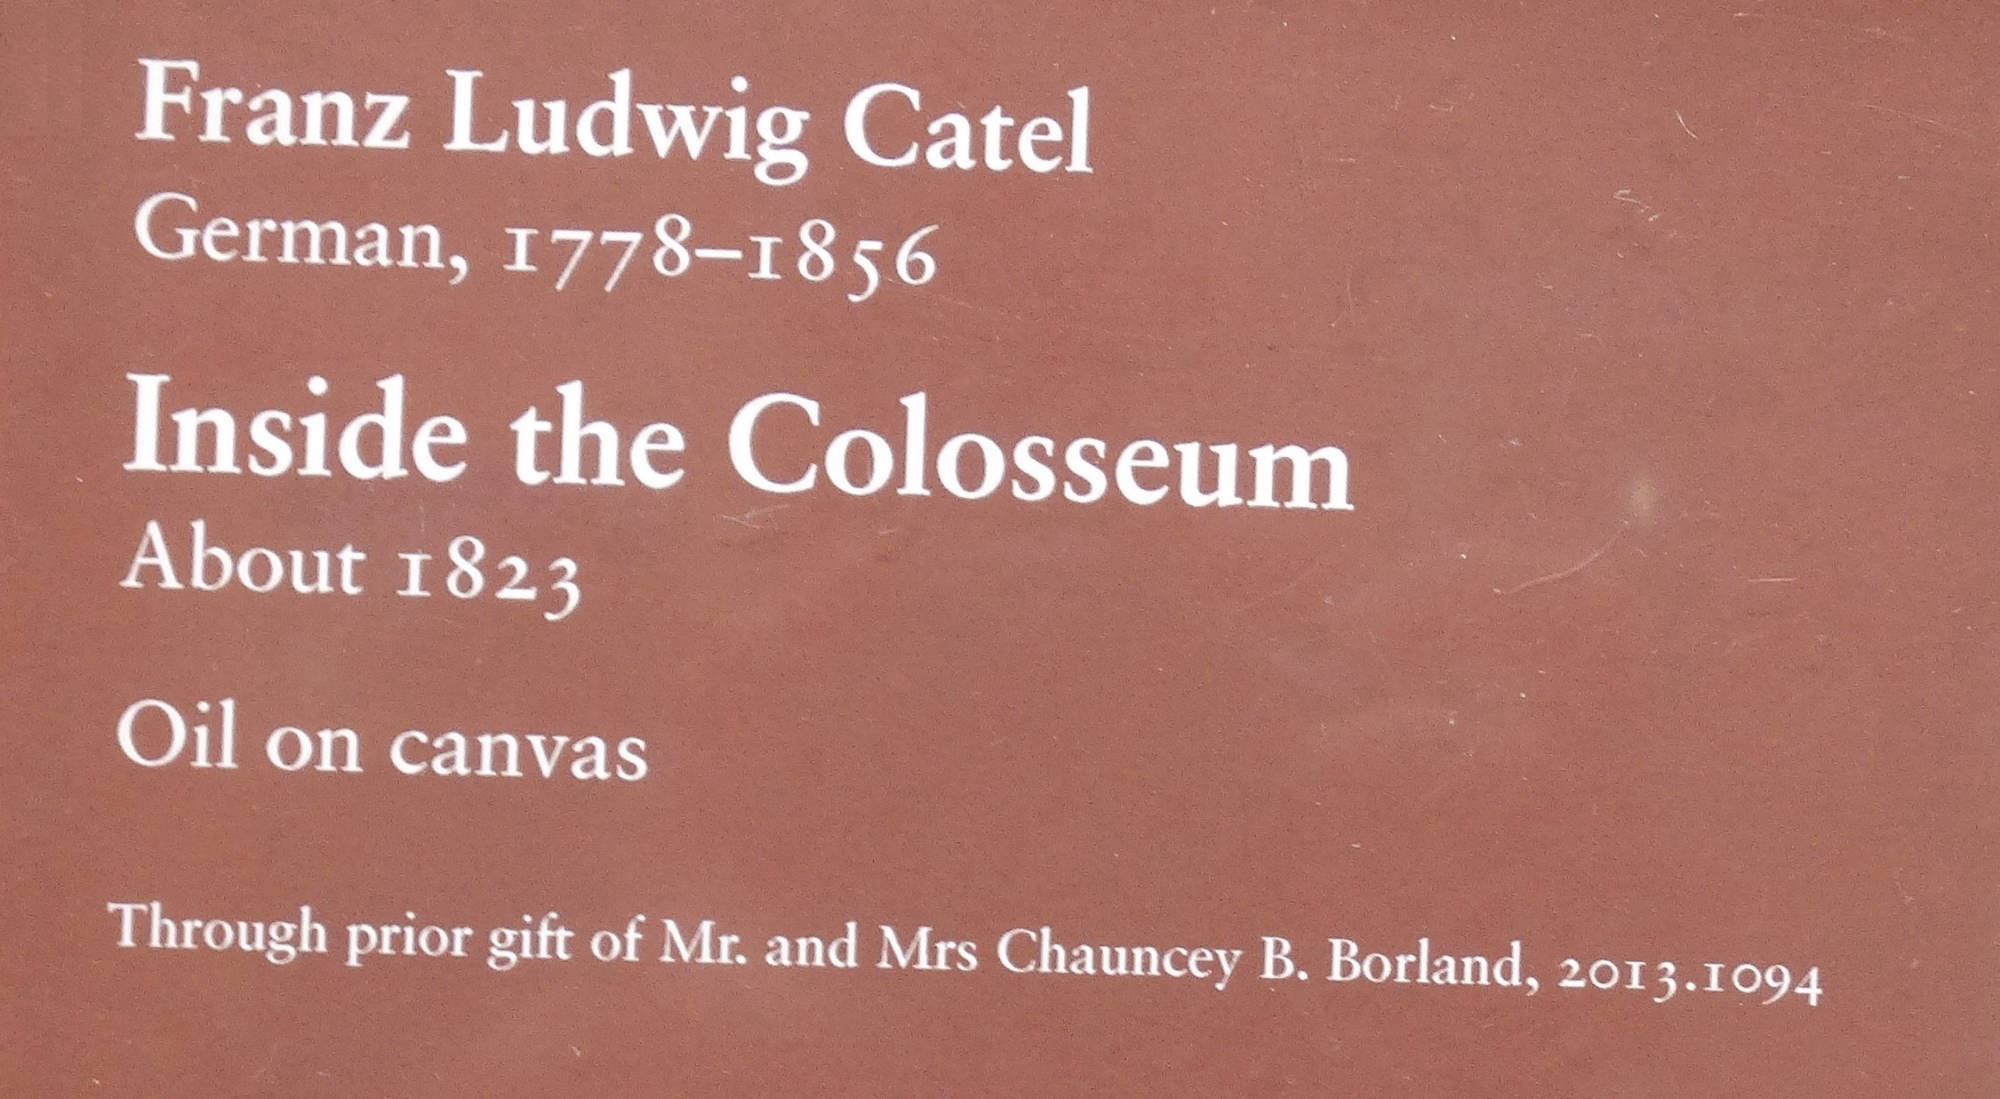 Franz Ludwig Catel
German, 1778–1856
Inside the Colosseum
About 1823
Oil on canvas
Through prior gift of Mr. and Mrs Chauncey B. Borland, 2013.1094